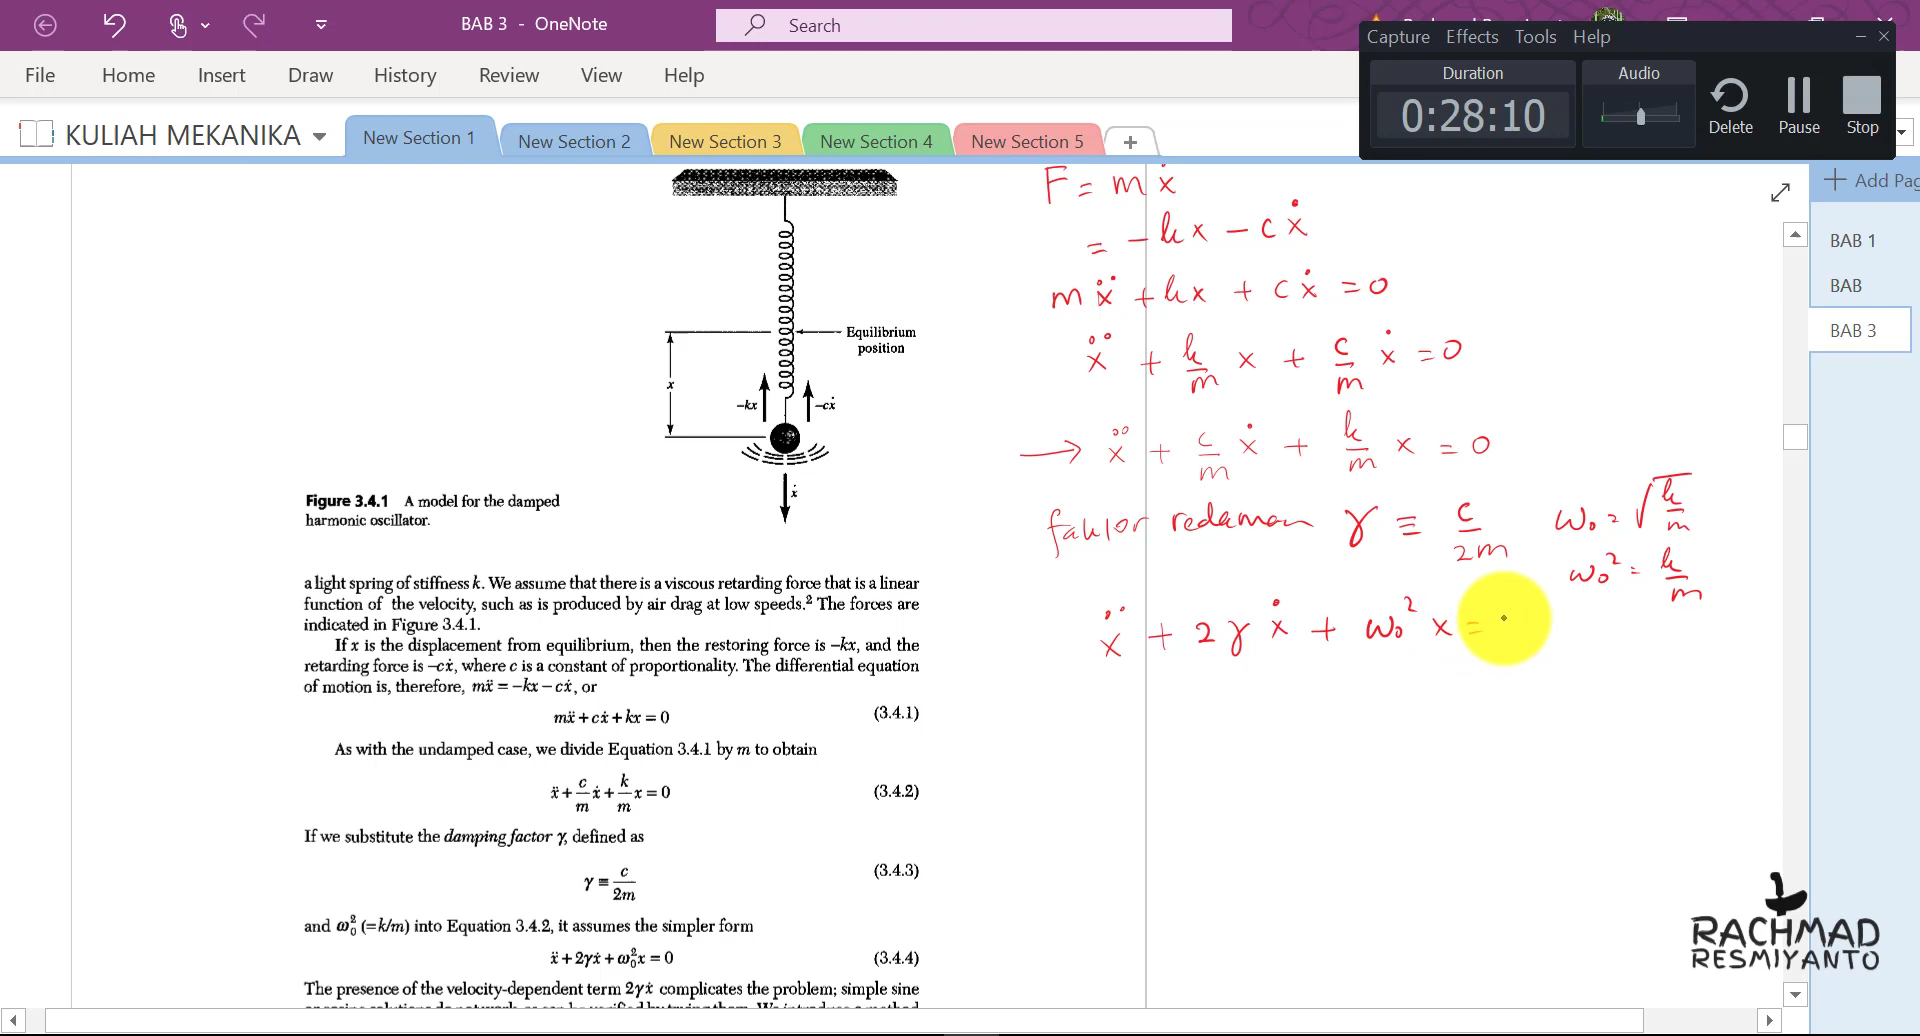 BAB 3 - OneNote
Search
Capture Effects Tools Help
Duration
Audio
0:28:10
Delete
Pause
Stop
File Home Insert Draw History Review View Help
KULIAH MEKANIKA
New Section 1
New Section 2
New Section 3
New Section 4
New Section 5
Add Pag
BAB 1
BAB
BAB 3
Equilibrium
position
x
-kx
-cẋ
ẋ
Figure 3.4.1 A model for the damped
harmonic oscillator.
a light spring of stiffness k. We assume that there is a viscous retarding force that is a linear
function of the velocity, such as is produced by air drag at low speeds.² The forces are
indicated in Figure 3.4.1.
If x is the displacement from equilibrium, then the restoring force is –kx, and the
retarding force is –cẋ, where c is a constant of proportionality. The differential equation
of motion is, therefore, mẍ = –kx – cẋ, or
mẍ + cẋ + kx = 0 (3.4.1)
As with the undamped case, we divide Equation 3.4.1 by m to obtain
ẍ + c/m ẋ + k/m x = 0 (3.4.2)
If we substitute the damping factor γ, defined as
γ ≡ c/2m (3.4.3)
and ω₀² (=k/m) into Equation 3.4.2, it assumes the simpler form
ẍ + 2γẋ + ω₀²x = 0 (3.4.4)
The presence of the velocity-dependent term 2γẋ complicates the problem; simple sine
F = mẋ
= -kx - cẋ
mẍ + kx + cẋ = 0
ẍ + k/m x + c/m ẋ = 0
→ ẍ + c/m ẋ + k/m x = 0
faktor redaman γ ≡ c/2m
ω₀ = √k/m
ω₀² = k/m
ẍ + 2γẋ + ω₀² x =
RACHMAD
RESMIYANTO